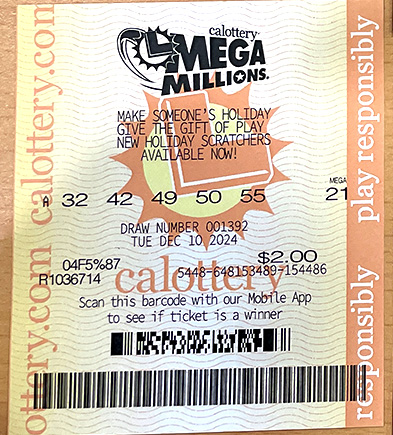 calottery
MEGA
MILLIONS®
MAKE SOMEONE'S HOLIDAY
GIVE THE GIFT OF PLAY
NEW HOLIDAY SCRATCHERS
AVAILABLE NOW!
MEGA
A 32 42 49 50 55 21
DRAW NUMBER 001392
TUE DEC 10,2024
$2.00
04F5%87 5448-648153489-154486
R1036714
calottery
Scan this barcode with our Mobile App
to see if ticket is a winner
ottery.com calottery.com
responsibly play responsibly